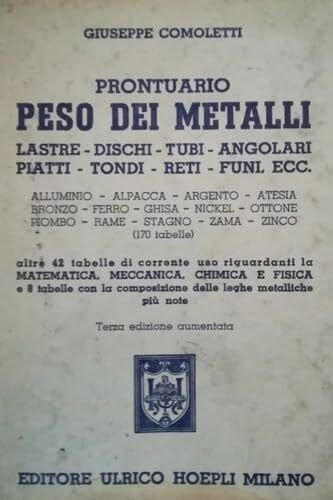 GIUSEPPE COMOLETTI
PRONTUARIO
PESO DEI METALLI
LASTRE - DISCHI - TUBI - ANGOLARI
PIATTI - TONDI - RETI - FUNI, ECC.
ALLUMINIO - ALPACCA - ARGENTO - ATESIA
BRONZO - FERRO - GHISA - NICKEL - OTTONE
PIOMBO - RAME - STAGNO - ZAMA - ZINCO
(170 tabelle)
altre 42 tabelle di corrente uso riguardanti la
MATEMATICA, MECCANICA, CHIMICA E FISICA
e 8 tabelle con la composizione delle leghe metalliche
più note
Terza edizione aumentata
EDITORE ULRICO HOEPLI MILANO